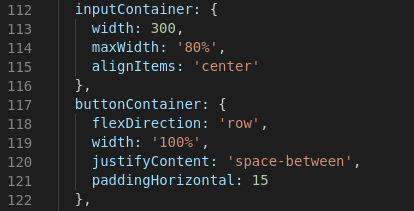 112 inputContainer: {
113 width: 300,
114 maxWidth: '80%',
115 alignItems: 'center'
116 },
117 buttonContainer: {
118 flexDirection: 'row',
119 width: '100%',
120 justifyContent: 'space-between',
121 paddingHorizontal: 15
122 },